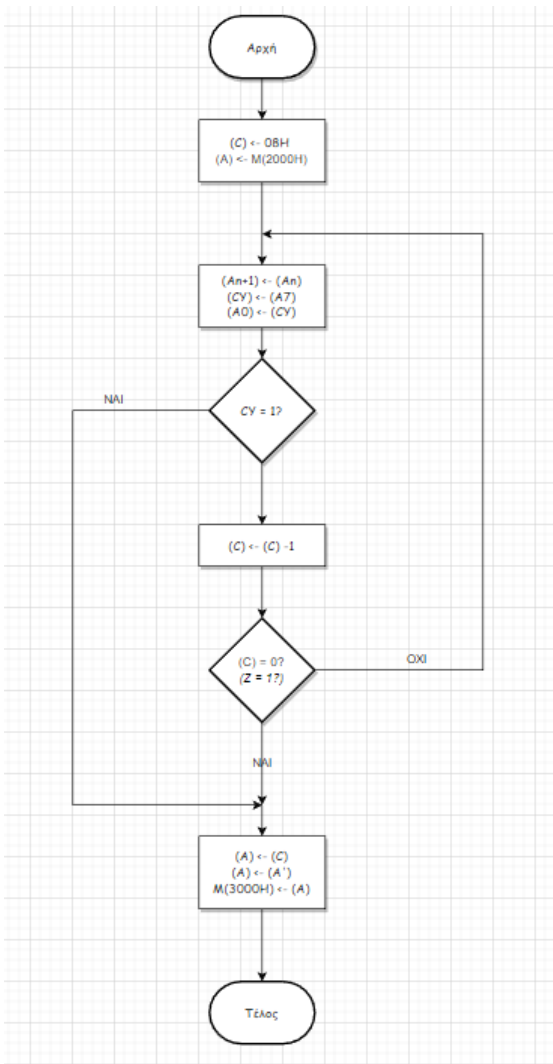 Αρχή
(C) <- 08H
(A) <- M(2000H)
(An+1) <- (An)
(CY) <- (A7)
(A0) <- (CY)
ΝΑΙ
CY = 1?
(C) <- (C) -1
(C) = 0?
(Z = 1?)
ΟΧΙ
ΝΑΙ
(A) <- (C)
(A) <- (A')
M(3000H) <- (A)
Τέλος